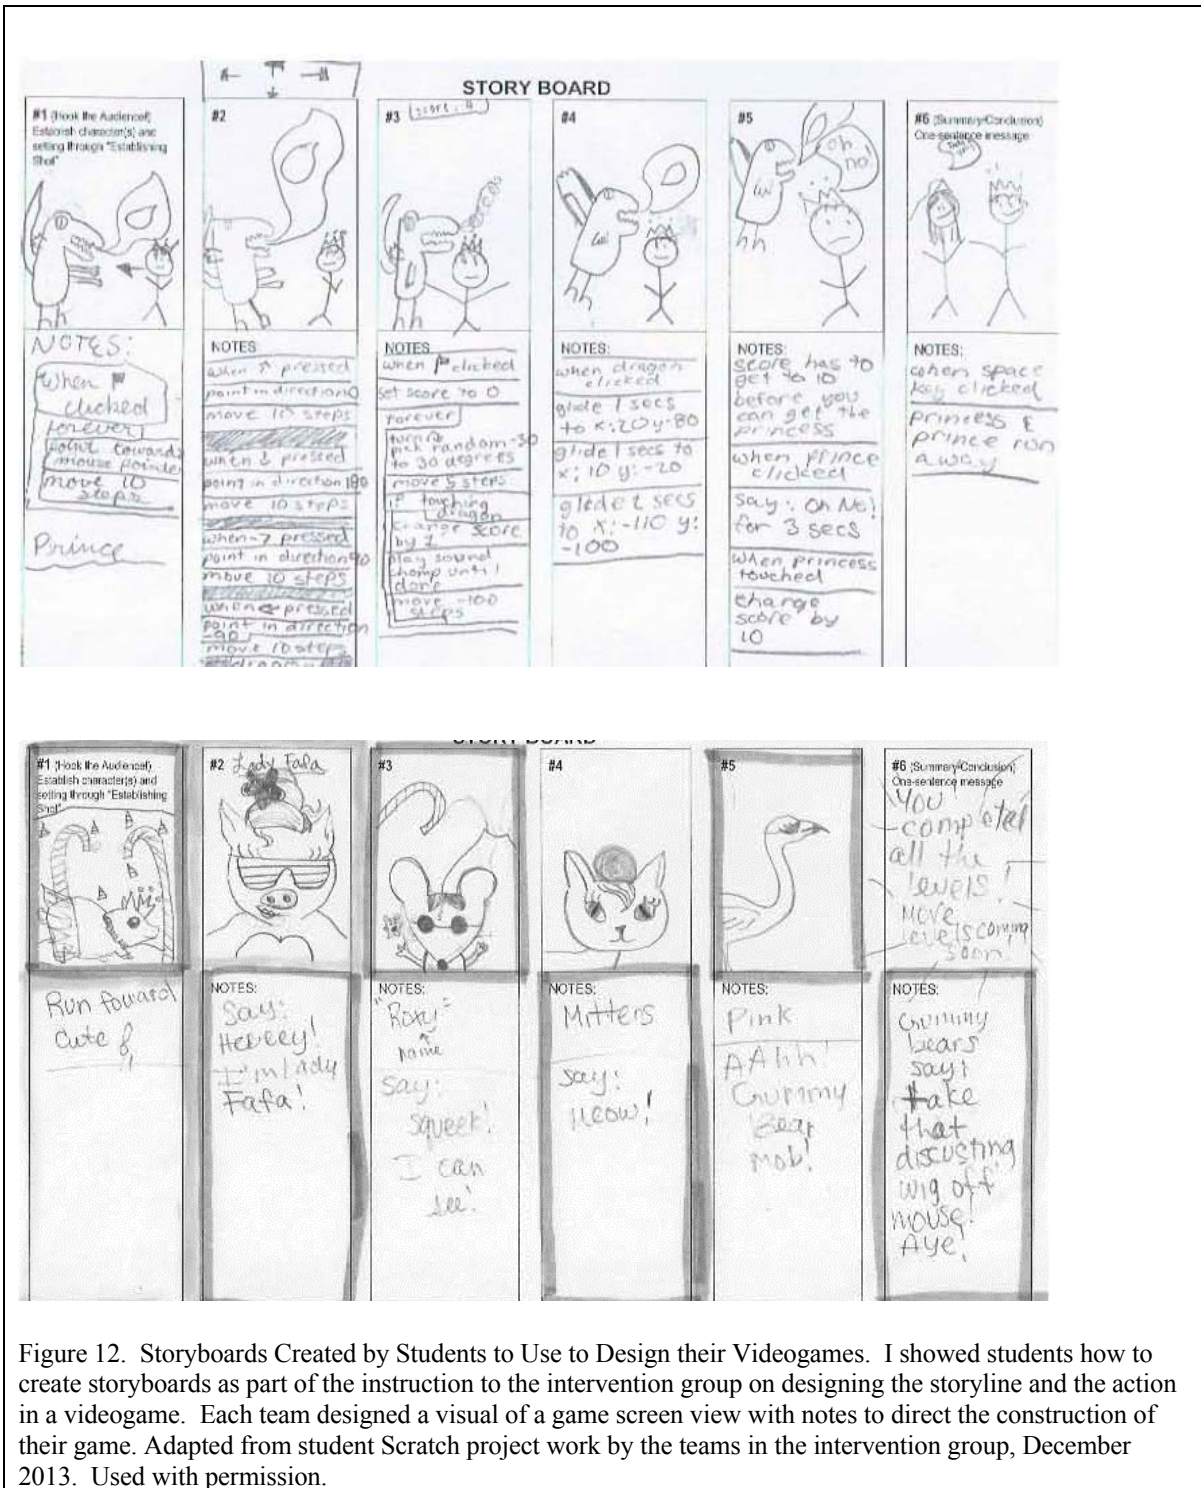 STORY BOARD
#1 (Hook the Audience!)
Establish character(s) and
setting through "Establishing
Shot"
NOTES:
When
clicked
forever
point towards
mouse pointer
move 10
steps
Prince
#2
NOTES
when ↑ pressed
point in direction 0
move 10 steps
when ↓ pressed
point in direction 180
move 10 steps
when → pressed
point in direction 90
move 10 steps
when ← pressed
point in direction
-90
move 10 steps
#3
score: 4
NOTES
when clicked
set score to 0
forever
turn
pick random -30
to 30 degrees
move 5 steps
if touching
dragon
change score
by 1
play sound
chomp until
done
move -100
steps
#4
Girl
NOTES:
when dragon
clicked
glide 1 secs
to x: 20 y: 80
glide 1 secs to
x: 10 y: -20
glide 2 secs
to x: -110 y:
-100
#5
oh
no
NOTES:
score has to
get to 10
before you
can get the
princess
when prince
clicked
say: Oh No!
for 3 secs
when princess
touched
change
score by
10
#6 (Summary/Conclusion)
One-sentence message
NOTES:
when space
key clicked
princess &
prince run
away
STORY BOARD
#1 (Hook the Audience!)
Establish character(s) and
setting through "Establishing
Shot"
Run foward
Cute
#2 Lady Fafa
NOTES:
Say:
Heeeey!
I'm Lady
Fafa!
#3
NOTES:
"Roxy"
name
say:
squeek!
I can
see!
#4
NOTES:
Mittens
say:
Meow!
#5
NOTES:
Pink
AAhh!
Gummy
Bear
Mob!
#6 (Summary/Conclusion)
One-sentence message
You
completed
all the
levels!
More
levels coming
soon!
NOTES:
Gummy
bears
say:
take
that
discusting
wig off
mouse!
Aye!
Figure 12. Storyboards Created by Students to Use to Design their Videogames. I showed students how to
create storyboards as part of the instruction to the intervention group on designing the storyline and the action
in a videogame. Each team designed a visual of a game screen view with notes to direct the construction of
their game. Adapted from student Scratch project work by the teams in the intervention group, December
2013. Used with permission.